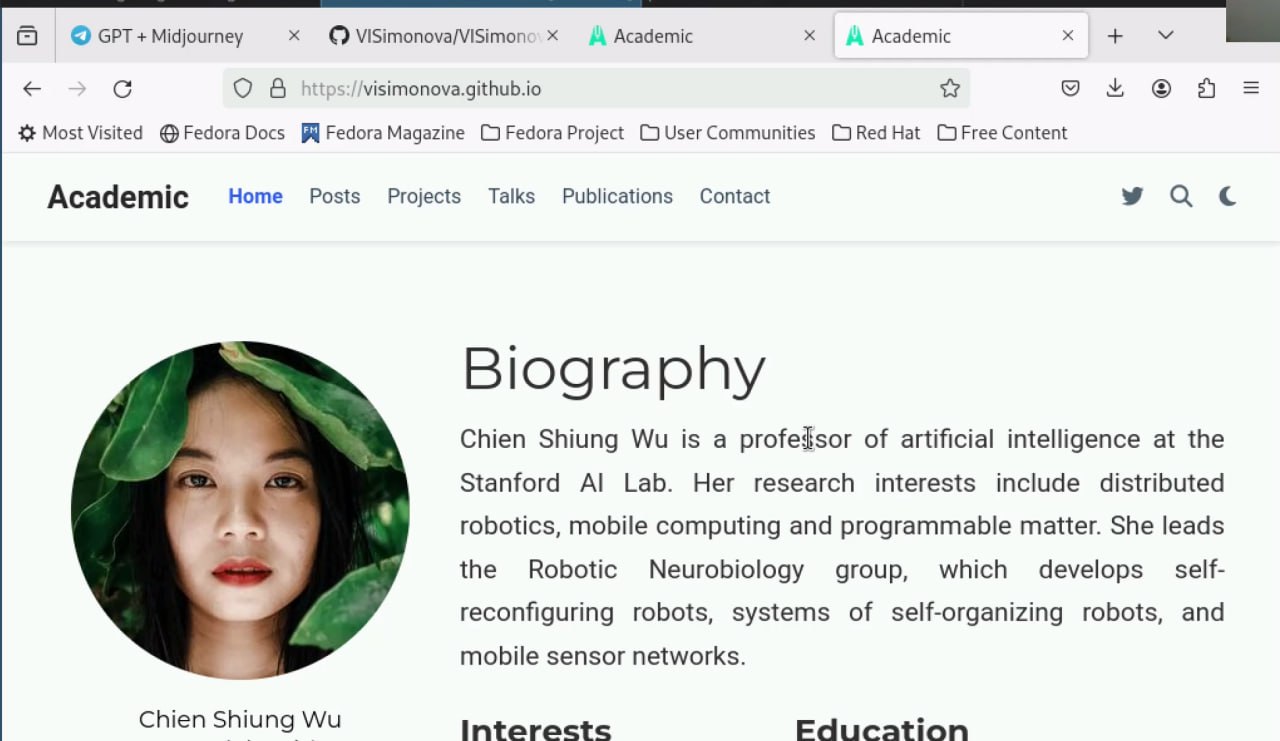 GPT + Midjourney
VISimonova/VISimonov
Academic
Academic
https://visimonova.github.io
Most Visited Fedora Docs Fedora Magazine Fedora Project User Communities Red Hat Free Content
Academic Home Posts Projects Talks Publications Contact
Biography
Chien Shiung Wu is a professor of artificial intelligence at the
Stanford AI Lab. Her research interests include distributed
robotics, mobile computing and programmable matter. She leads
the Robotic Neurobiology group, which develops self-
reconfiguring robots, systems of self-organizing robots, and
mobile sensor networks.
Chien Shiung Wu
Interests
Education